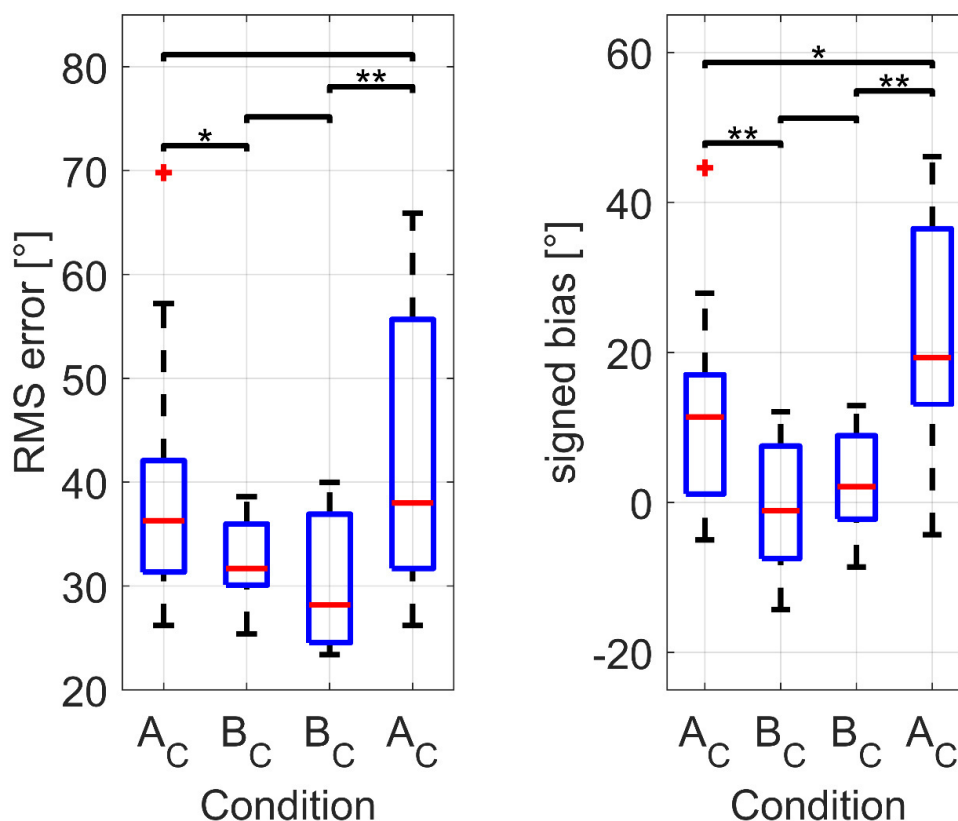 RMS error [°]
80
70
60
50
40
30
20
**
*
A_C B_C B_C A_C
Condition
signed bias [°]
60
40
20
0
-20
*
**
**
A_C B_C B_C A_C
Condition